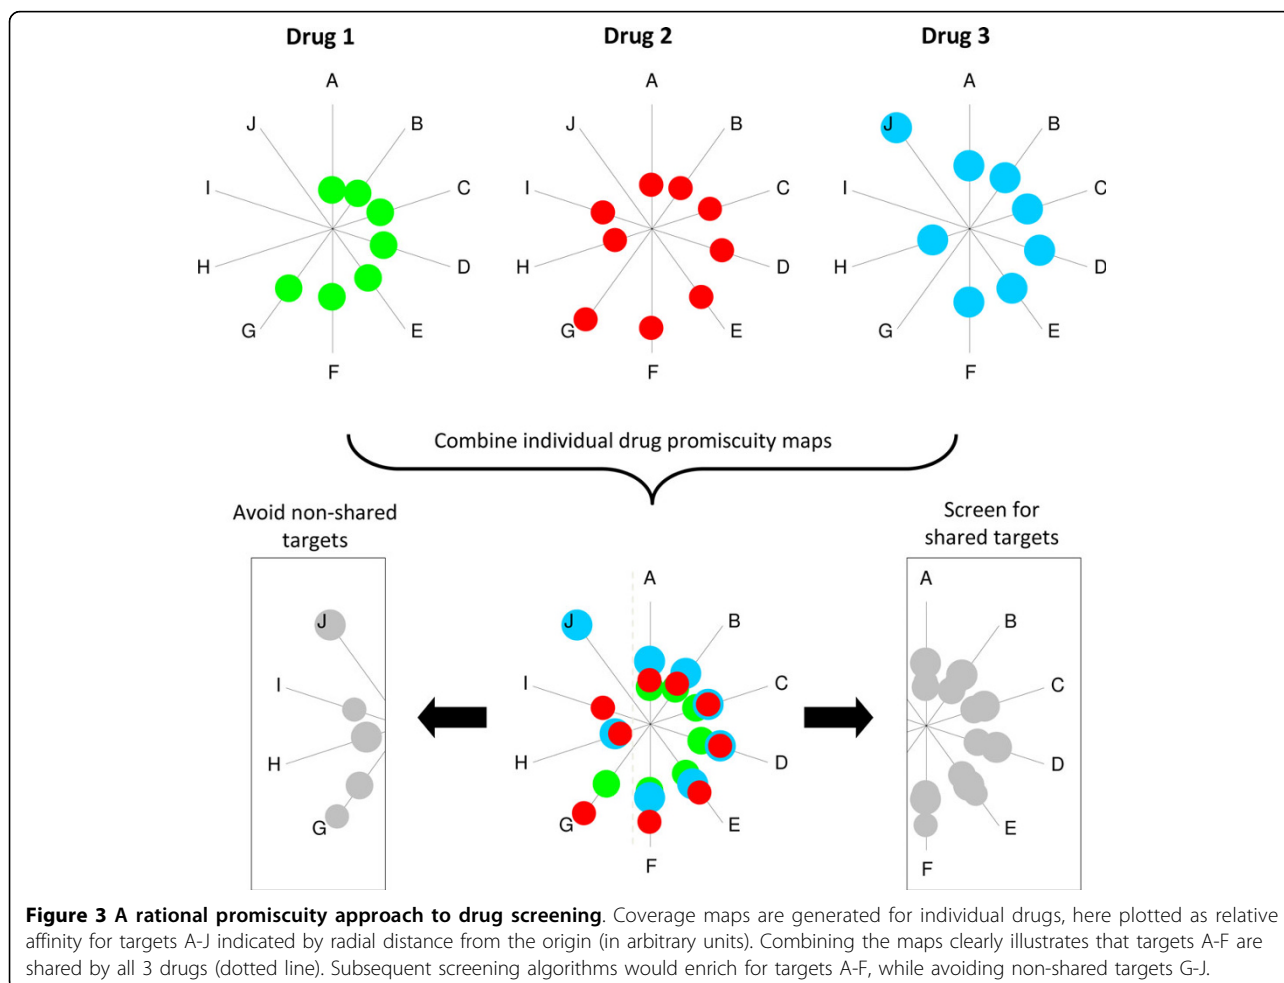 Drug 1 Drug 2 Drug 3
A A A
J B J B J B
I C I C I C
H D H D H D
G E G E G E
F F F
Combine individual drug promiscuity maps
Avoid non-shared
targets
Screen for
shared targets
J
I
H
G
A
J B
I C
H D
G E
F
A
B
C
D
E
F
Figure 3 A rational promiscuity approach to drug screening. Coverage maps are generated for individual drugs, here plotted as relative
affinity for targets A-J indicated by radial distance from the origin (in arbitrary units). Combining the maps clearly illustrates that targets A-F are
shared by all 3 drugs (dotted line). Subsequent screening algorithms would enrich for targets A-F, while avoiding non-shared targets G-J.